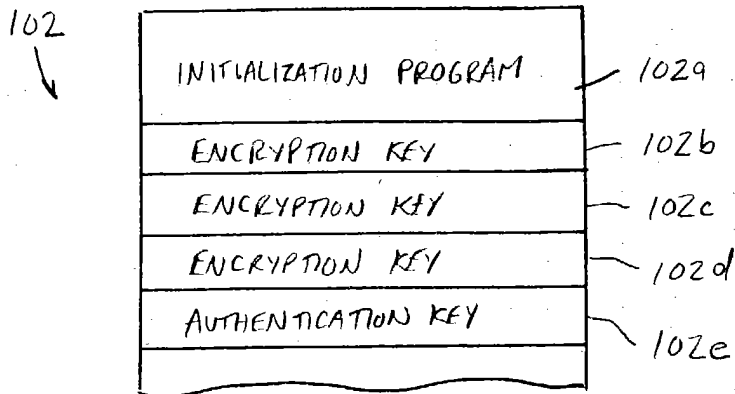 102
INITIALIZATION PROGRAM 102a
ENCRYPTION KEY 102b
ENCRYPTION KEY 102c
ENCRYPTION KEY 102d
AUTHENTICATION KEY 102e